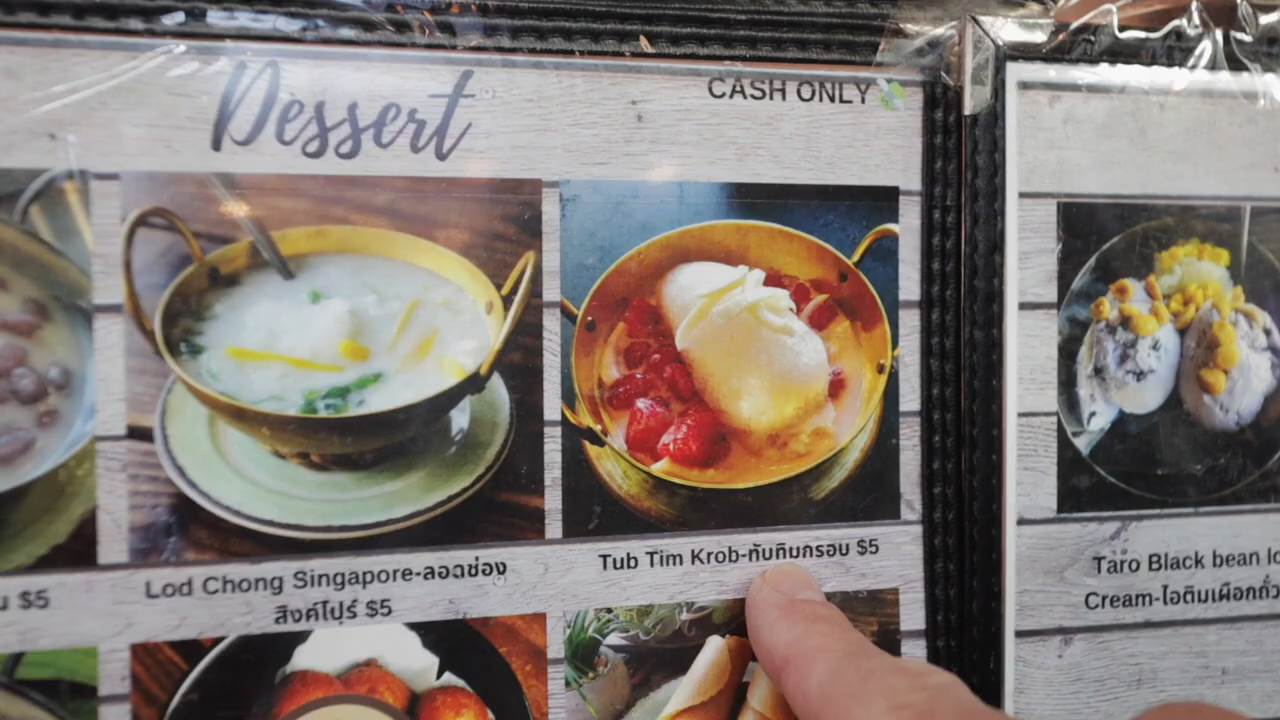 Dessert
CASH ONLY
$5
Lod Chong Singapore-ลอดช่อง
สิงค์โปร์ $5
Tub Tim Krob-ทับทิมกรอบ $5
Taro Black bean
Cream-ไอติมเผือกถั่ว